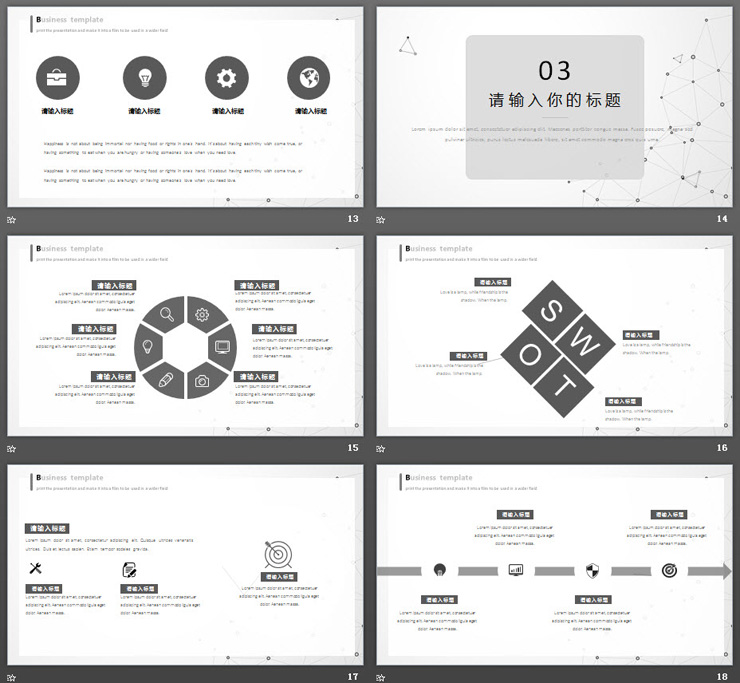 Business template
print the presentation and make it into a film to be used in a wider field
请输入标题
请输入标题
请输入标题
请输入标题
Happiness is not about being immortal nor having food or rights in one's hand. It's about having each tiny wish come true, or
having something to eat when you are hungry or having someone's love when you need love.
Happiness is not about being immortal nor having food or rights in one's hand. It's about having each tiny wish come true, or
having something to eat when you are hungry or having someone's love when you need love.
13
03
请输入你的标题
Lorem ipsum dolor sit amet, consectetuer adipiscing elit. Maecenas porttitor congue massa. Fusce posuere, magna sed
pulvinar ultricies, purus lectus malesuada libero, sit amet commodo magna eros quis urna.
14
Business template
print the presentation and make it into a film to be used in a wider field
请输入标题
Lorem ipsum dolor sit amet, consectetuer
adipiscing elit. Aenean commodo ligula eget
dolor. Aenean massa.
请输入标题
Lorem ipsum dolor sit amet, consectetuer
adipiscing elit. Aenean commodo ligula eget
dolor. Aenean massa.
请输入标题
Lorem ipsum dolor sit amet, consectetuer
adipiscing elit. Aenean commodo ligula eget
dolor. Aenean massa.
请输入标题
Lorem ipsum dolor sit amet, consectetuer
adipiscing elit. Aenean commodo ligula eget
dolor. Aenean massa.
请输入标题
Lorem ipsum dolor sit amet, consectetuer
adipiscing elit. Aenean commodo ligula eget
dolor. Aenean massa.
请输入标题
Lorem ipsum dolor sit amet, consectetuer
adipiscing elit. Aenean commodo ligula eget
dolor. Aenean massa.
15
Business template
print the presentation and make it into a film to be used in a wider field
请输入标题
Love is a lamp, while friendship is the
shadow. When the lamp
S
W
O
T
请输入标题
Love is a lamp, while friendship is the
shadow. When the lamp
请输入标题
Love is a lamp, while friendship is the
shadow. When the lamp
请输入标题
Love is a lamp, while friendship is the
shadow. When the lamp
16
Business template
print the presentation and make it into a film to be used in a wider field
请输入标题
Lorem ipsum dolor sit amet, consectetur adipiscing elit. Quisque ultricies venenatis
ultricies. Duis at lectus sapien. Etiam tempor sodales gravida.
请输入标题
Lorem ipsum dolor sit amet, consectetuer
adipiscing elit. Aenean commodo ligula eget
dolor. Aenean massa.
请输入标题
Lorem ipsum dolor sit amet, consectetuer
adipiscing elit. Aenean commodo ligula eget
dolor. Aenean massa.
请输入标题
Lorem ipsum dolor sit amet, consectetuer
adipiscing elit. Aenean commodo ligula eget
dolor. Aenean massa.
17
Business template
print the presentation and make it into a film to be used in a wider field
请输入标题
Lorem ipsum dolor sit amet, consectetuer
adipiscing elit. Aenean commodo ligula eget
dolor. Aenean massa.
请输入标题
Lorem ipsum dolor sit amet, consectetuer
adipiscing elit. Aenean commodo ligula eget
dolor. Aenean massa.
请输入标题
Lorem ipsum dolor sit amet, consectetuer
adipiscing elit. Aenean commodo ligula eget
dolor. Aenean massa.
请输入标题
Lorem ipsum dolor sit amet, consectetuer
adipiscing elit. Aenean commodo ligula eget
dolor. Aenean massa.
18